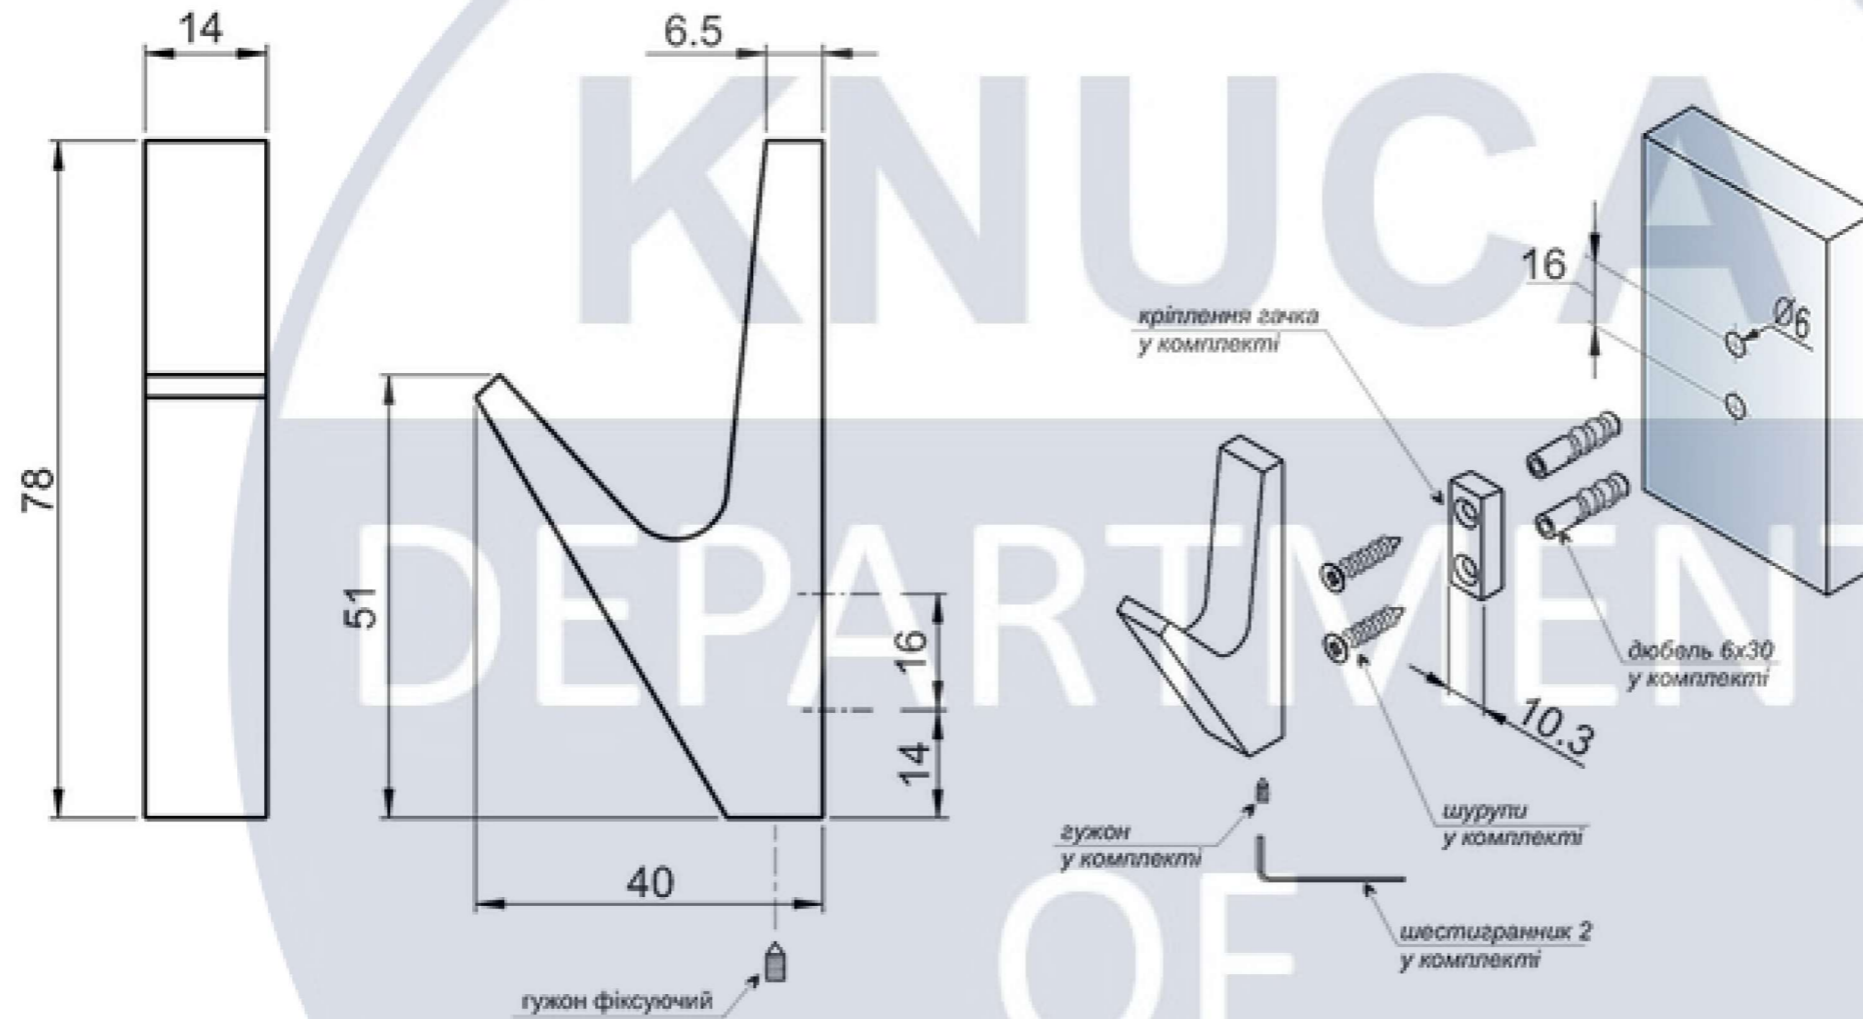 14
6.5
KNUCA
16
Ø6
кріплення гачка
у комплекті
78
51
DEPARTMENT
16
дюбель 6х30
у комплекті
10.3
14
шурупи
у комплекті
гужон
у комплекті
40
OF
шестигранник 2
у комплекті
гужон фіксуючий